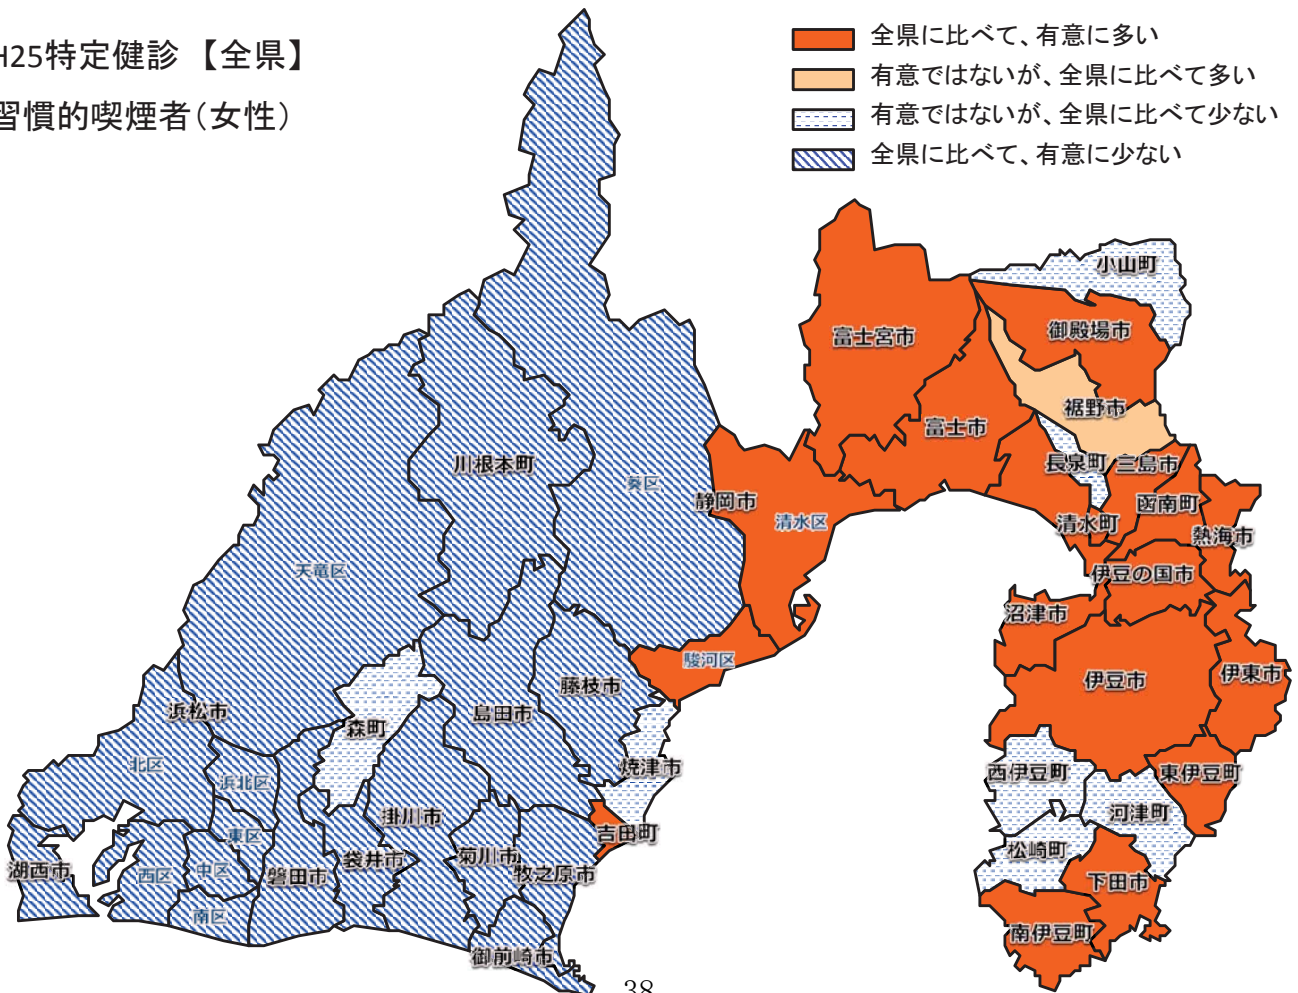 H25特定健診 【全県】
習慣的喫煙者（女性）
全県に比べて、有意に多い
有意ではないが、全県に比べて多い
有意ではないが、全県に比べて少ない
全県に比べて、有意に少ない
小山町
御殿場市
富士宮市
裾野市
富士市
長泉町
三島市
川根本町
葵区
静岡市
清水区
函南町
清水町
熱海市
天竜区
伊豆の国市
沼津市
駿河区
藤枝市
伊豆市
伊東市
浜松市
島田市
森町
北区
浜北区
焼津市
西伊豆町
東伊豆町
掛川市
河津町
東区
吉田町
湖西市
西区
中区
磐田市
袋井市
菊川市
牧之原市
松崎町
下田市
南区
南伊豆町
御前崎市
38